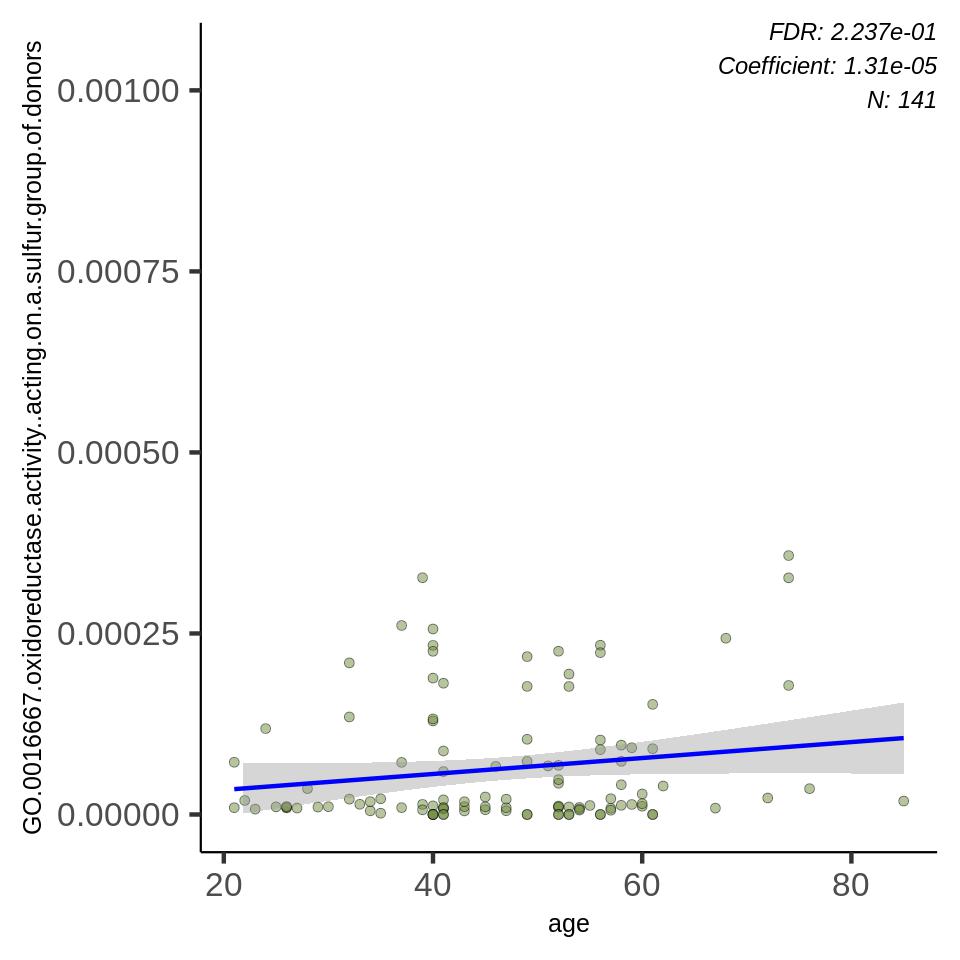 FDR: 2.237e-01
Coefficient: 1.31e-05
N: 141
GO.0016667.oxidoreductase.activity..acting.on.a.sulfur.group.of.donors
0.00100
0.00075
0.00050
0.00025
0.00000
20 40 60 80
age